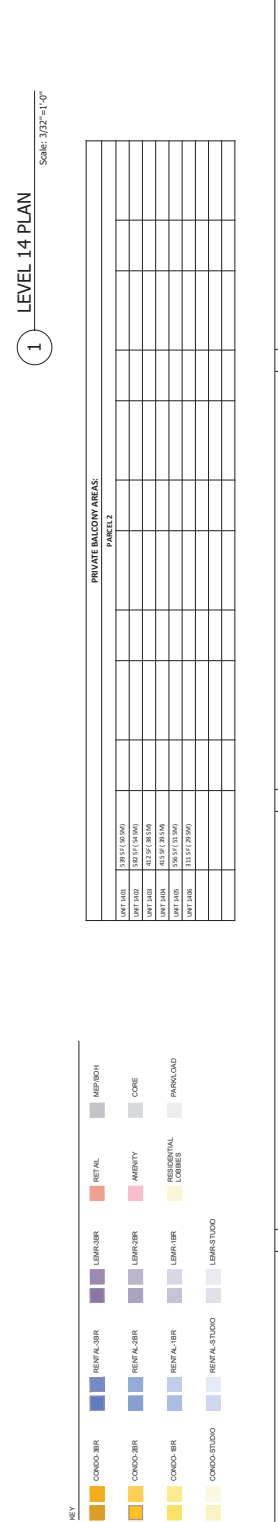 1 LEVEL 14 PLAN
Scale: 3/32"=1'-0"
PRIVATE BALCONY AREAS:
PARCEL 2
UNIT 1401 539 SF ( 50 SM)
UNIT 1402 582 SF ( 54 SM)
UNIT 1403 412 SF ( 38 SM)
UNIT 1404 415 SF ( 39 SM)
UNIT 1405 556 SF ( 51 SM)
UNIT 1406 311 SF ( 29 SM)
KEY
CONDO-3BR RENTAL-3BR LEMR-3BR RETAIL MEP/BOH
CONDO-2BR RENTAL-2BR LEMR-2BR AMENITY CORE
CONDO-1BR RENTAL-1BR LEMR-1BR RESIDENTIAL PARK/LOAD
LOBBIES
CONDO-STUDIO RENTAL-STUDIO LEMR-STUDIO